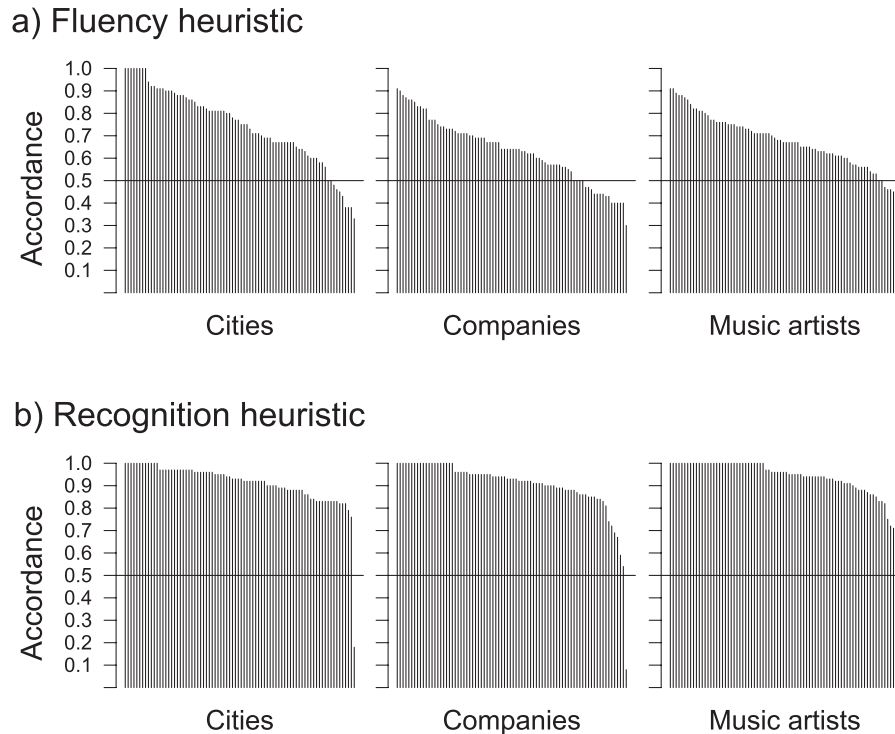 a) Fluency heuristic
Accordance
1.0
0.9
0.8
0.7
0.6
0.5
0.4
0.3
0.2
0.1
Cities
Companies
Music artists
b) Recognition heuristic
Accordance
1.0
0.9
0.8
0.7
0.6
0.5
0.4
0.3
0.2
0.1
Cities
Companies
Music artists